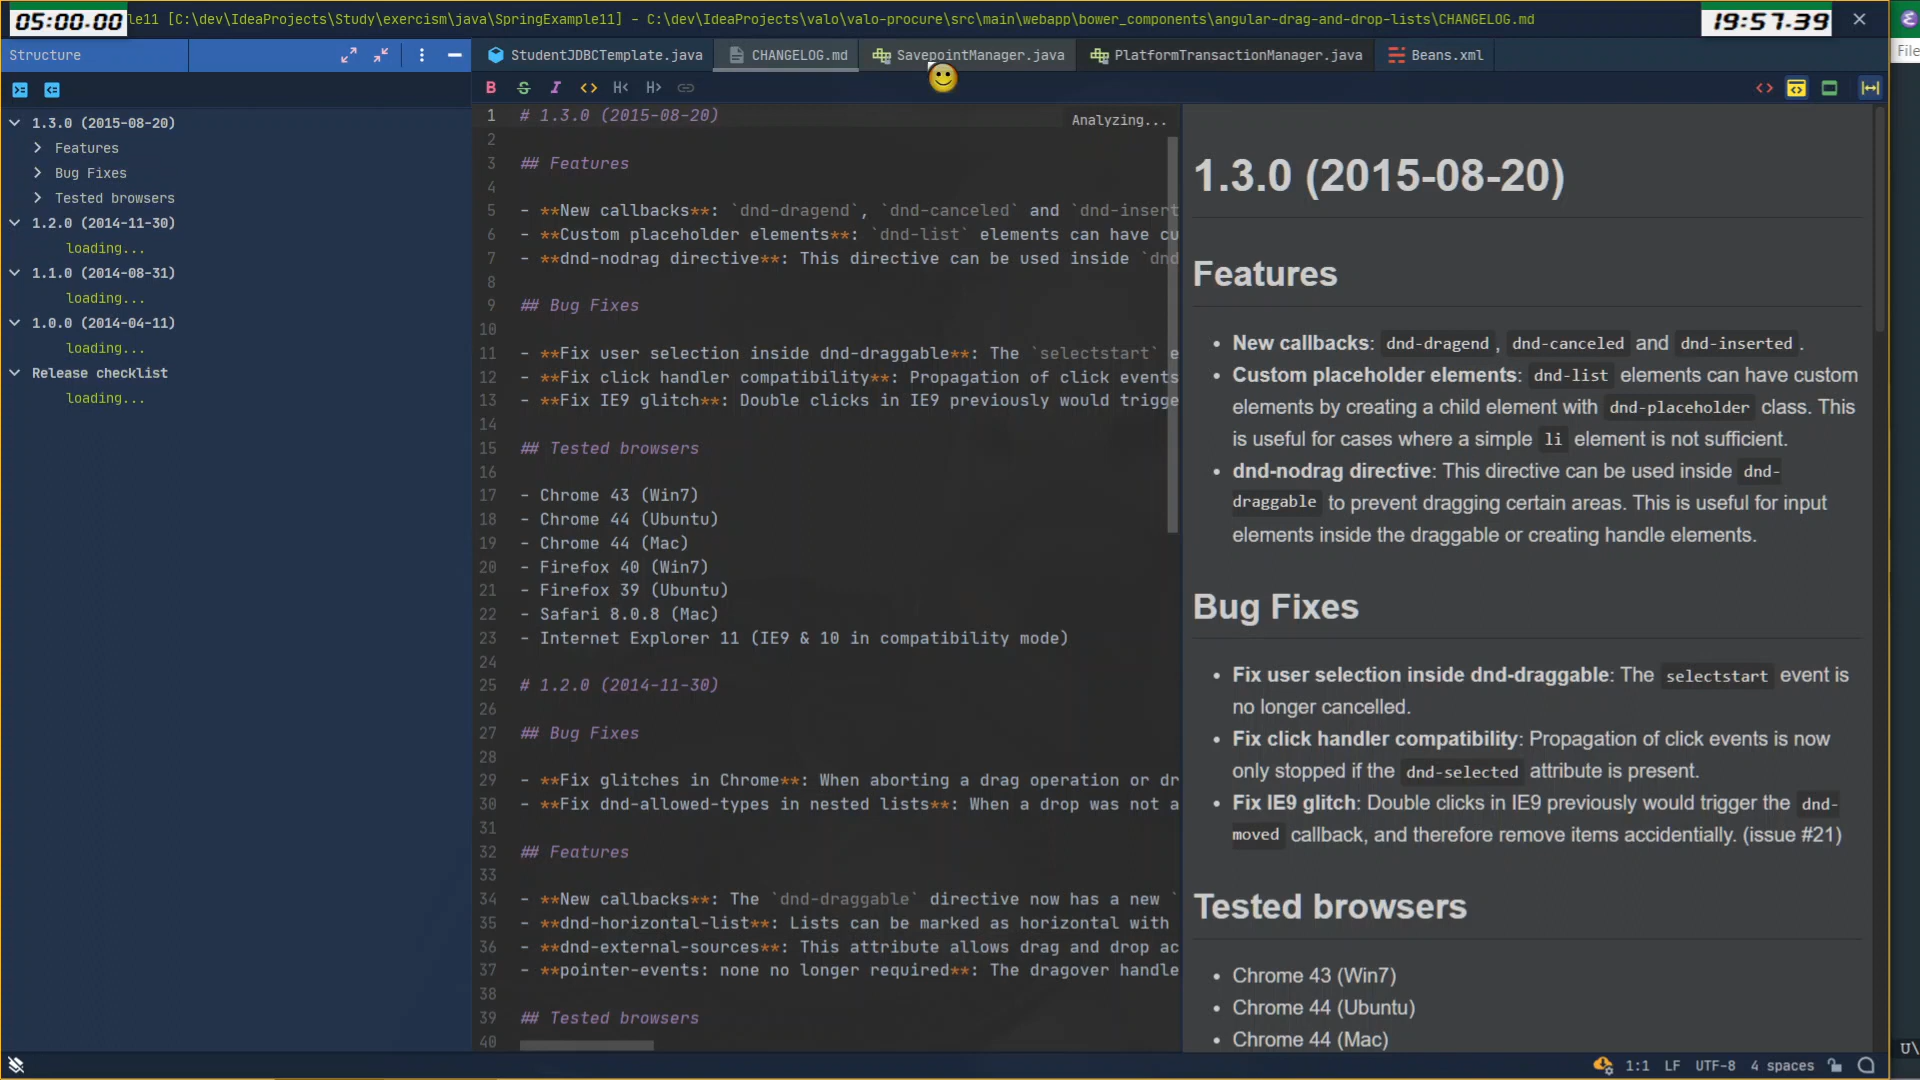 05:00.00 le11 [C:\dev\IdeaProjects\Study\exercism\java\SpringExample11] - C:\dev\IdeaProjects\valo\valo-procure\src\main\webapp\bower_components\angular-drag-and-drop-lists\CHANGELOG.md 19:57.39
File
Structure
StudentJDBCTemplate.java CHANGELOG.md SavepointManager.java PlatformTransactionManager.java Beans.xml
B S I <> H< H>
Analyzing...
1.3.0 (2015-08-20)
Features
Bug Fixes
Tested browsers
1.2.0 (2014-11-30)
loading...
1.1.0 (2014-08-31)
loading...
1.0.0 (2014-04-11)
loading...
Release checklist
loading...
1 # 1.3.0 (2015-08-20)
2
3 ## Features
4
5 - **New callbacks**: `dnd-dragend`, `dnd-canceled` and `dnd-insert
6 - **Custom placeholder elements**: `dnd-list` elements can have cu
7 - **dnd-nodrag directive**: This directive can be used inside `dnd
8
9 ## Bug Fixes
10
11 - **Fix user selection inside dnd-draggable**: The `selectstart` e
12 - **Fix click handler compatibility**: Propagation of click events
13 - **Fix IE9 glitch**: Double clicks in IE9 previously would trigge
14
15 ## Tested browsers
16
17 - Chrome 43 (Win7)
18 - Chrome 44 (Ubuntu)
19 - Chrome 44 (Mac)
20 - Firefox 40 (Win7)
21 - Firefox 39 (Ubuntu)
22 - Safari 8.0.8 (Mac)
23 - Internet Explorer 11 (IE9 & 10 in compatibility mode)
24
25 # 1.2.0 (2014-11-30)
26
27 ## Bug Fixes
28
29 - **Fix glitches in Chrome**: When aborting a drag operation or dr
30 - **Fix dnd-allowed-types in nested lists**: When a drop was not a
31
32 ## Features
33
34 - **New callbacks**: The `dnd-draggable` directive now has a new `
35 - **dnd-horizontal-list**: Lists can be marked as horizontal with
36 - **dnd-external-sources**: This attribute allows drag and drop ac
37 - **pointer-events: none no longer required**: The dragover handle
38
39 ## Tested browsers
40
1.3.0 (2015-08-20)
Features
• New callbacks: dnd-dragend , dnd-canceled and dnd-inserted .
• Custom placeholder elements: dnd-list elements can have custom
elements by creating a child element with dnd-placeholder class. This
is useful for cases where a simple li element is not sufficient.
• dnd-nodrag directive: This directive can be used inside dnd-
draggable to prevent dragging certain areas. This is useful for input
elements inside the draggable or creating handle elements.
Bug Fixes
• Fix user selection inside dnd-draggable: The selectstart event is
no longer cancelled.
• Fix click handler compatibility: Propagation of click events is now
only stopped if the dnd-selected attribute is present.
• Fix IE9 glitch: Double clicks in IE9 previously would trigger the dnd-
moved callback, and therefore remove items accidentially. (issue #21)
Tested browsers
• Chrome 43 (Win7)
• Chrome 44 (Ubuntu)
• Chrome 44 (Mac)
1:1 LF UTF-8 4 spaces
U\